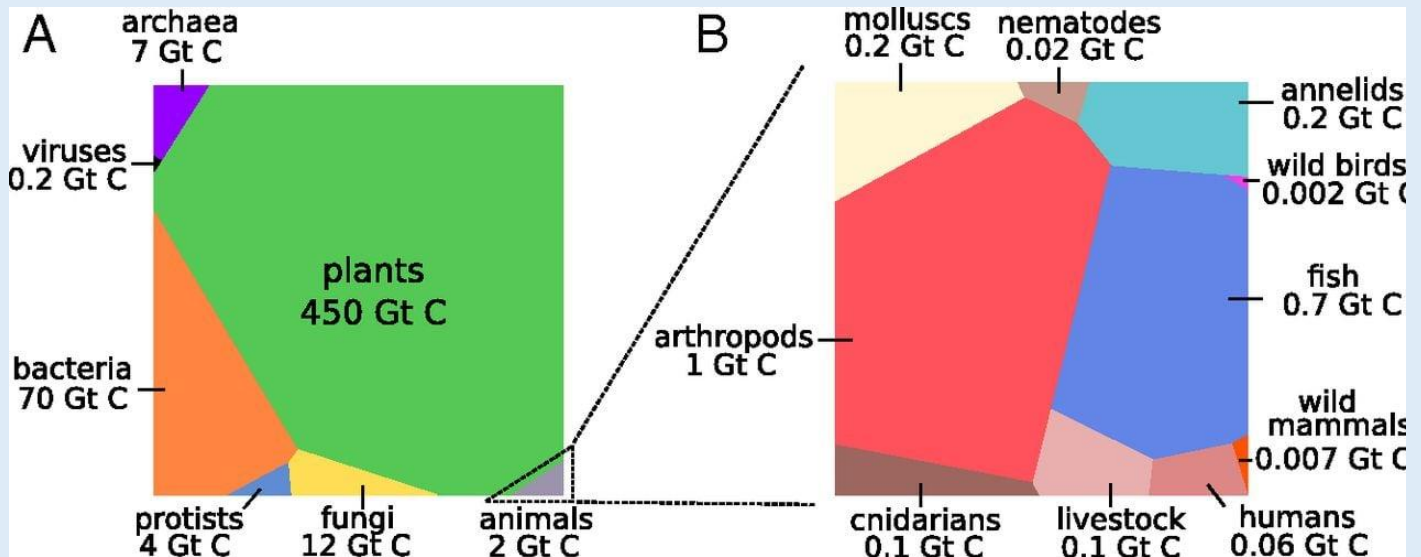 A
archaea
7 Gt C
viruses
0.2 Gt C
plants
450 Gt C
bacteria
70 Gt C
protists
4 Gt C
fungi
12 Gt C
animals
2 Gt C
B
molluscs
0.2 Gt C
nematodes
0.02 Gt C
annelids
0.2 Gt C
wild birds
0.002 Gt C
fish
0.7 Gt C
arthropods
1 Gt C
wild
mammals
0.007 Gt C
cnidarians
0.1 Gt C
livestock
0.1 Gt C
humans
0.06 Gt C